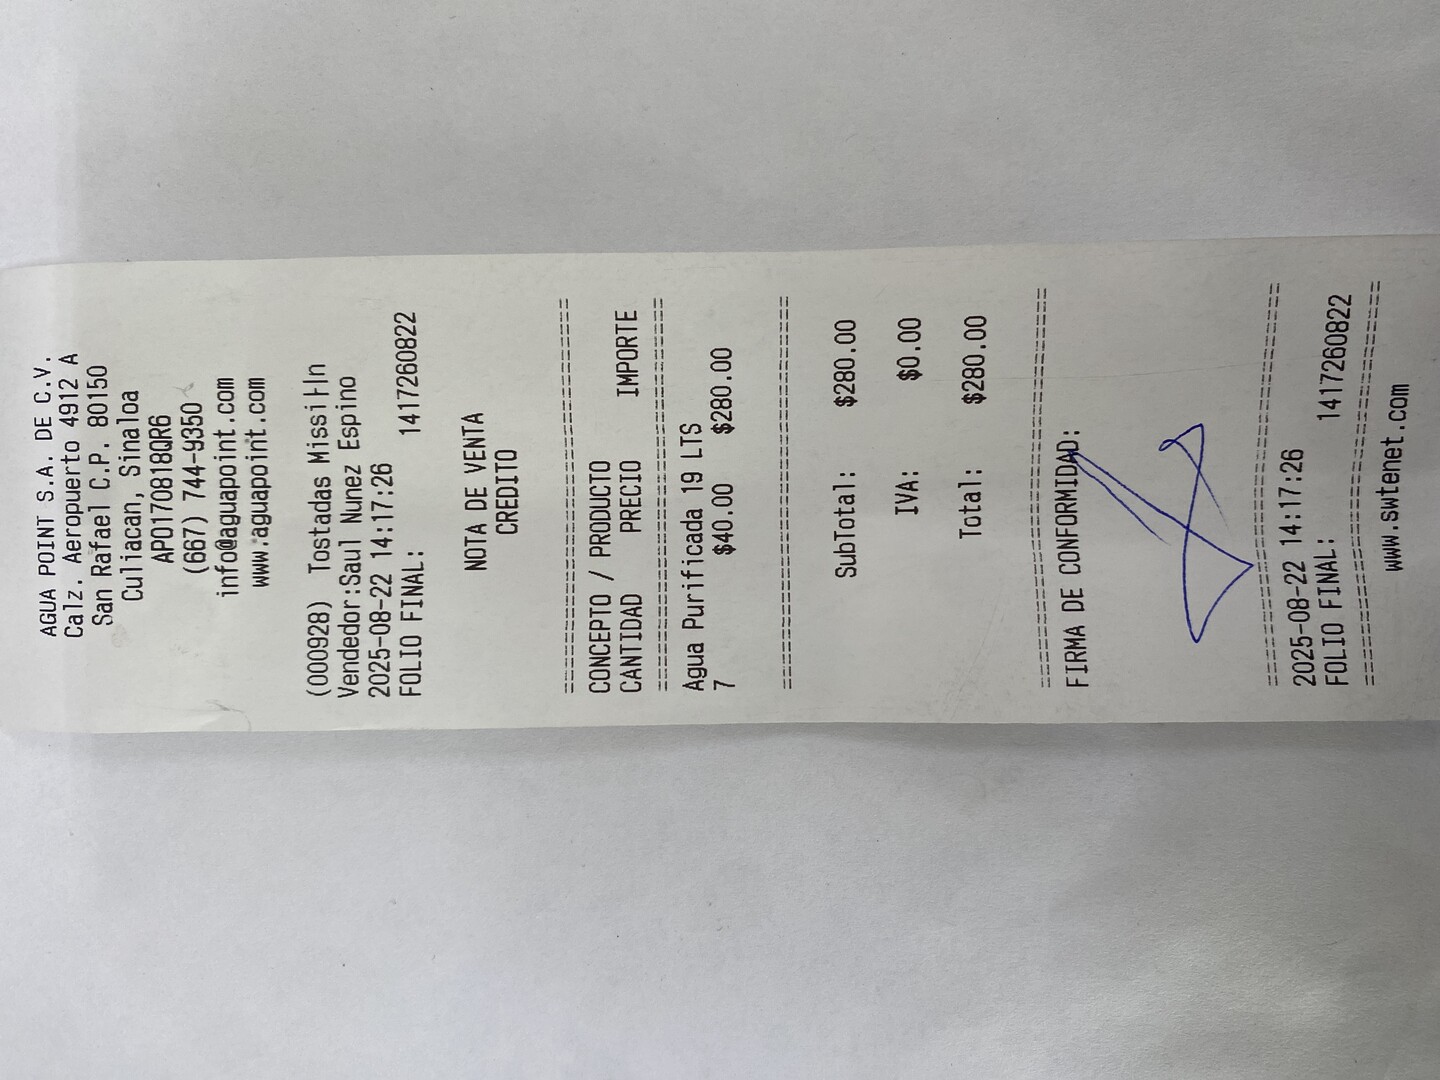 AGUA POINT S.A. DE C.V.
Calz. Aeropuerto 4912 A
San Rafael C.P. 80150
Culiacan, Sinaloa
APO170818QR6
(667) 744-9350
info@aguapoint.com
www.aguapoint.com
(000928) Tostadas Missi
Vendedor:Saul Nunez Espino
2025-08-22 14:17:26
FOLIO FINAL: 1417260822
NOTA DE VENTA
CREDITO
CONCEPTO / PRODUCTO
CANTIDAD PRECIO IMPORTE
Agua Purificada 19 LTS
7 $40.00 $280.00
SubTotal: $280.00
IVA: $0.00
Total: $280.00
FIRMA DE CONFORMIDAD:
2025-08-22 14:17:26
FOLIO FINAL: 1417260822
www.swtenet.com